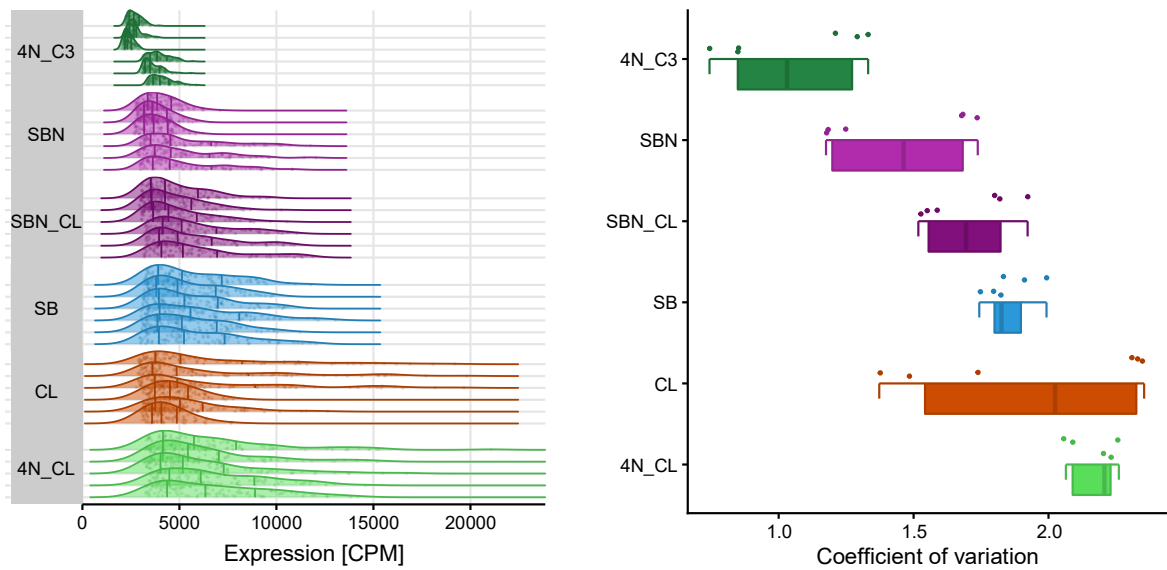 4N_C3
SBN
SBN_CL
SB
CL
4N_CL
0
5000
10000
15000
20000
Expression [CPM]
4N_C3
SBN
SBN_CL
SB
CL
4N_CL
1.0
1.5
2.0
Coefficient of variation